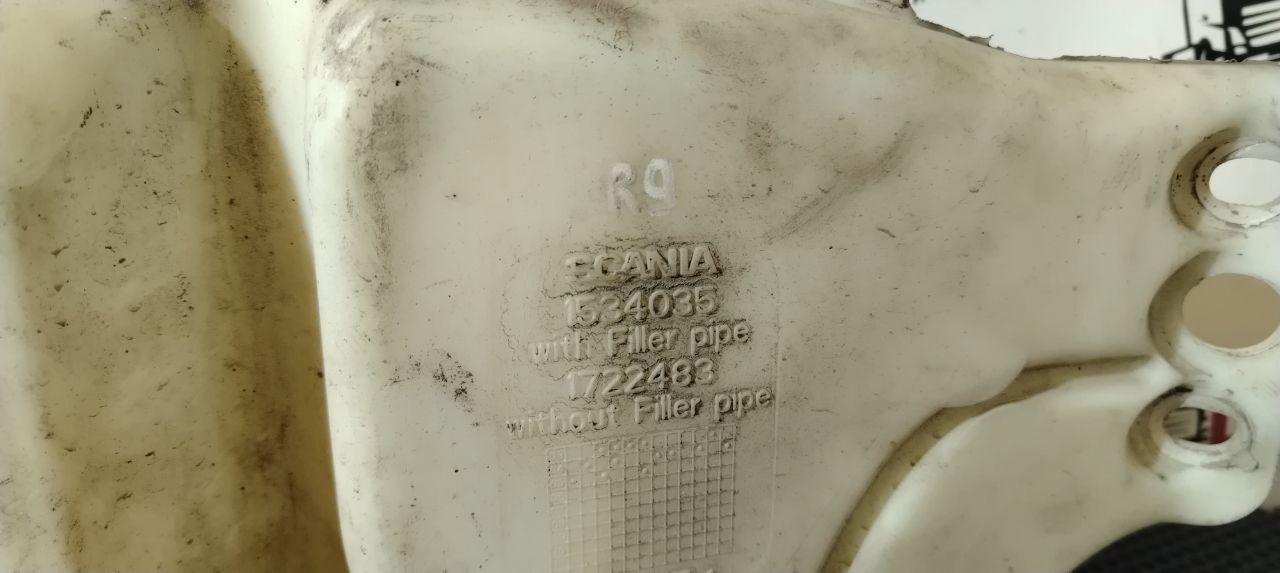 R9
SCANIA
1534035
with Filler pipe
1722483
without Filler pipe